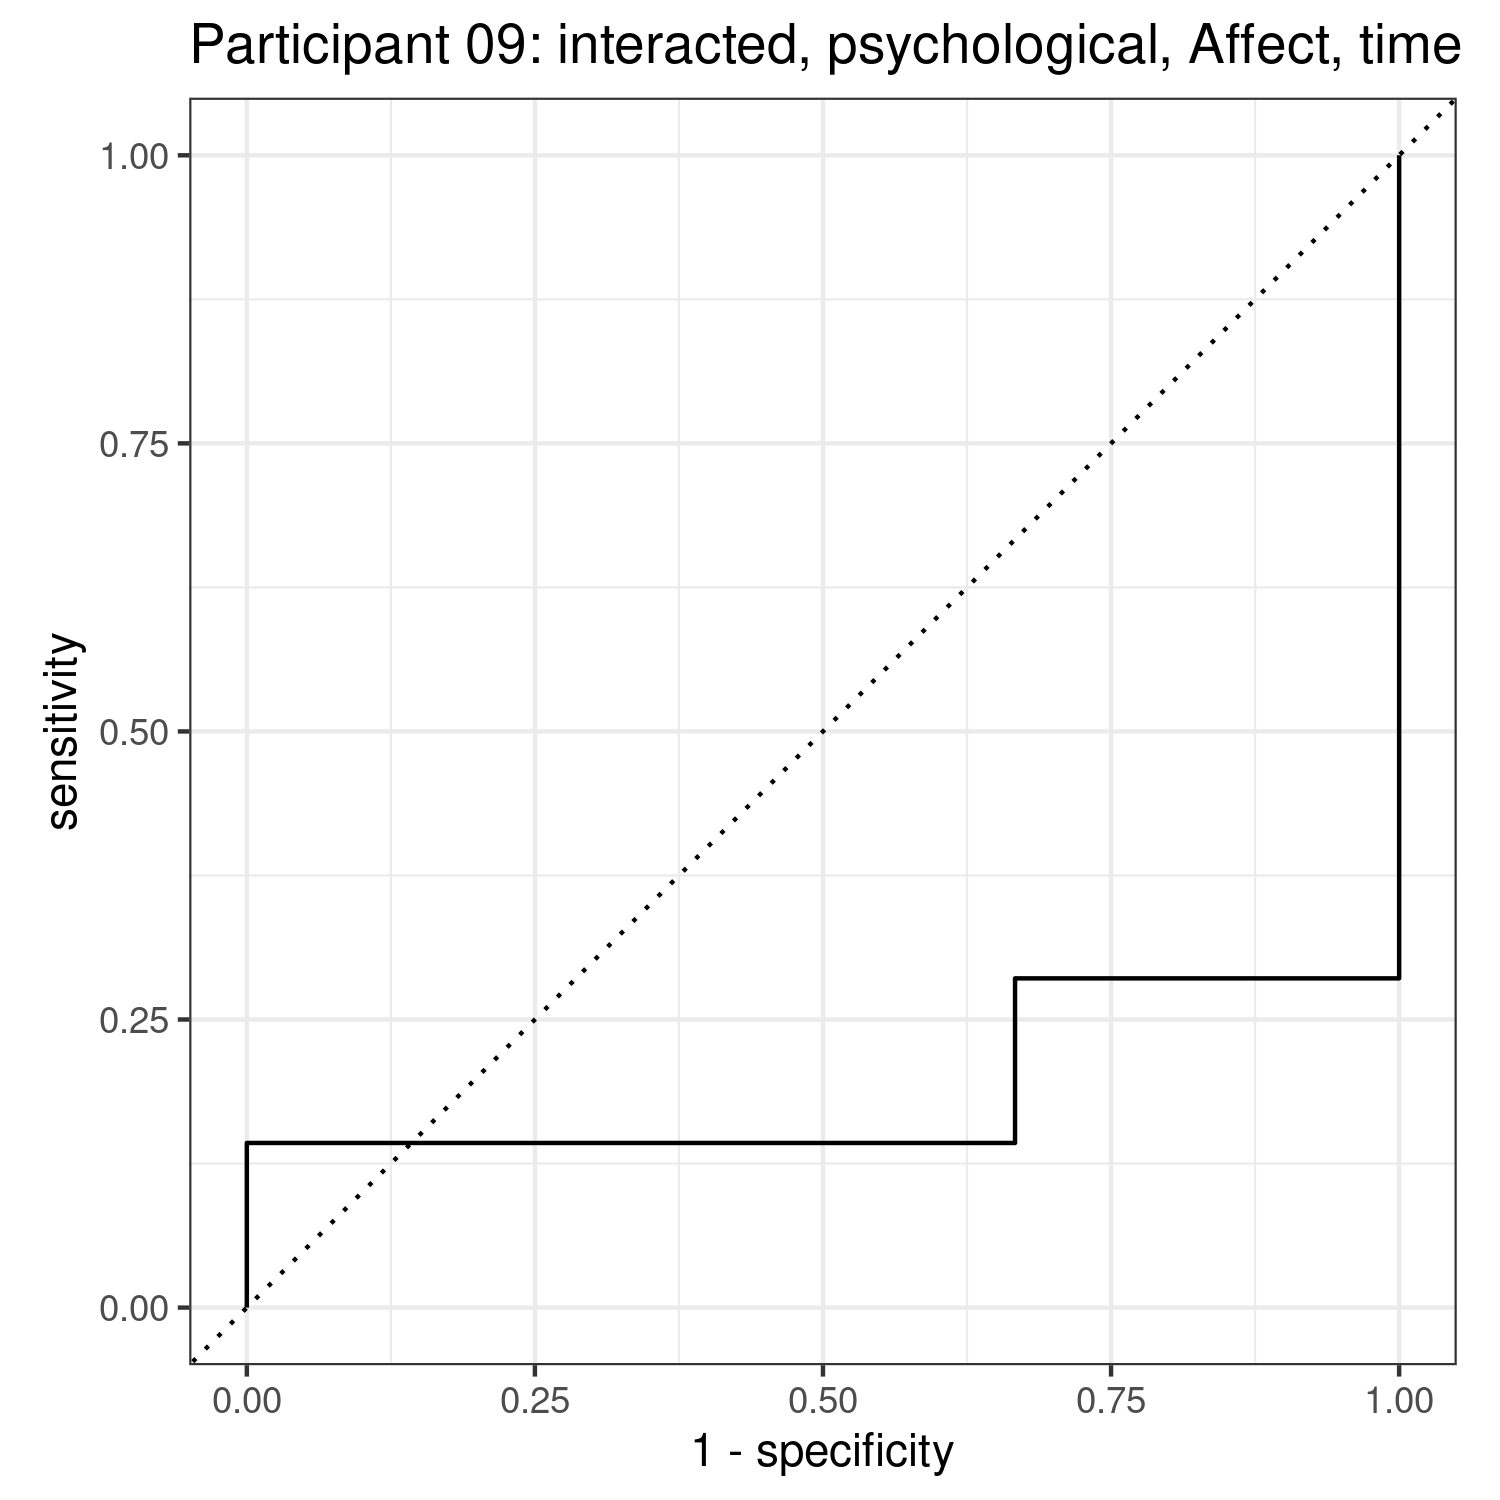 Participant 09: interacted, psychological, Affect, time
1.00
0.75
0.50
0.25
0.00
sensitivity
0.00 0.25 0.50 0.75 1.00
1 - specificity